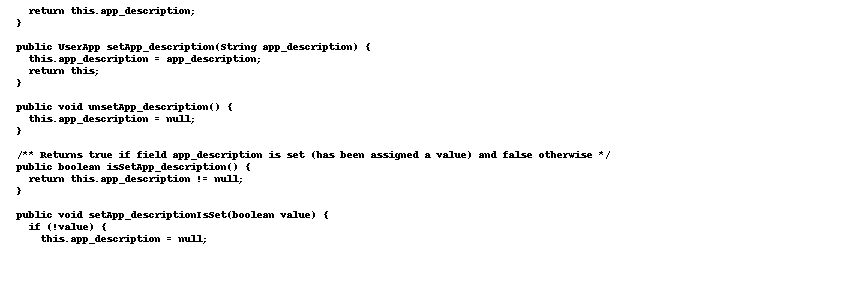 return this.app_description;
  }

  public UserApp setApp_description(String app_description) {
    this.app_description = app_description;
    return this;
  }

  public void unsetApp_description() {
    this.app_description = null;
  }

  /** Returns true if field app_description is set (has been assigned a value) and false otherwise */
  public boolean isSetApp_description() {
    return this.app_description != null;
  }

  public void setApp_descriptionIsSet(boolean value) {
    if (!value) {
      this.app_description = null;